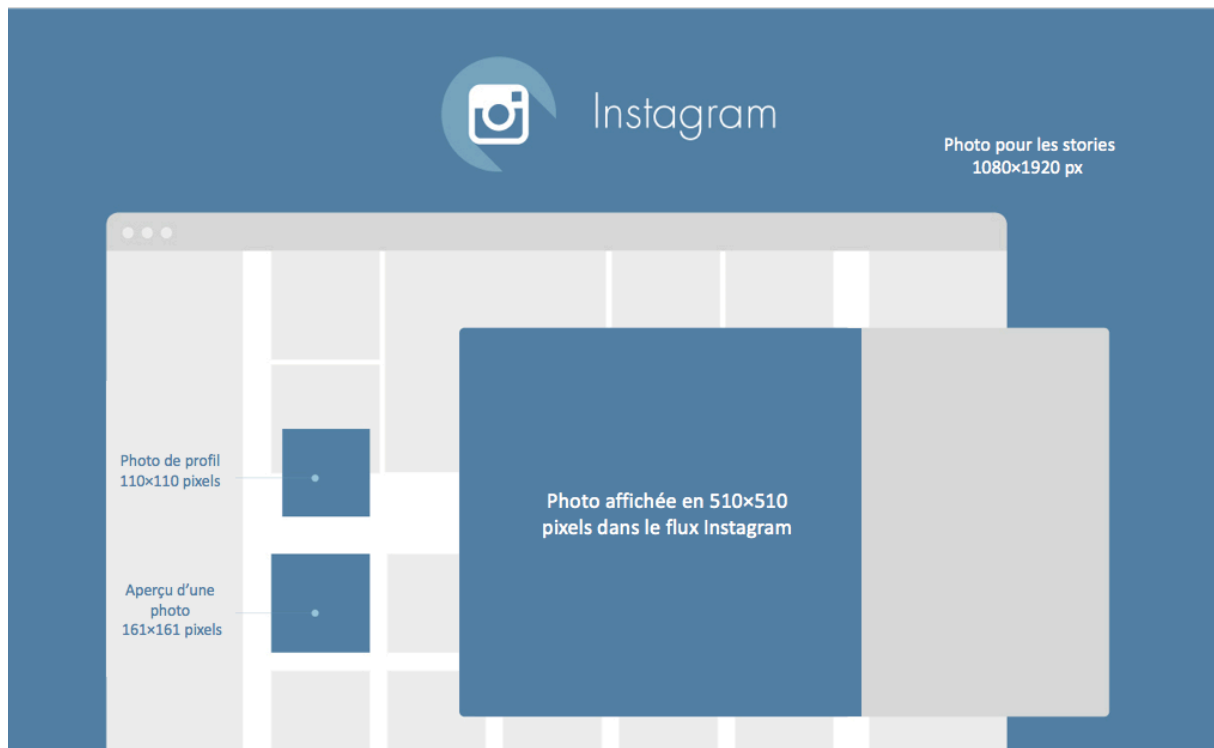 Instagram
Photo pour les stories
1080×1920 px
Photo de profil
110×110 pixels
Photo affichée en 510×510
pixels dans le flux Instagram
Aperçu d’une
photo
161×161 pixels